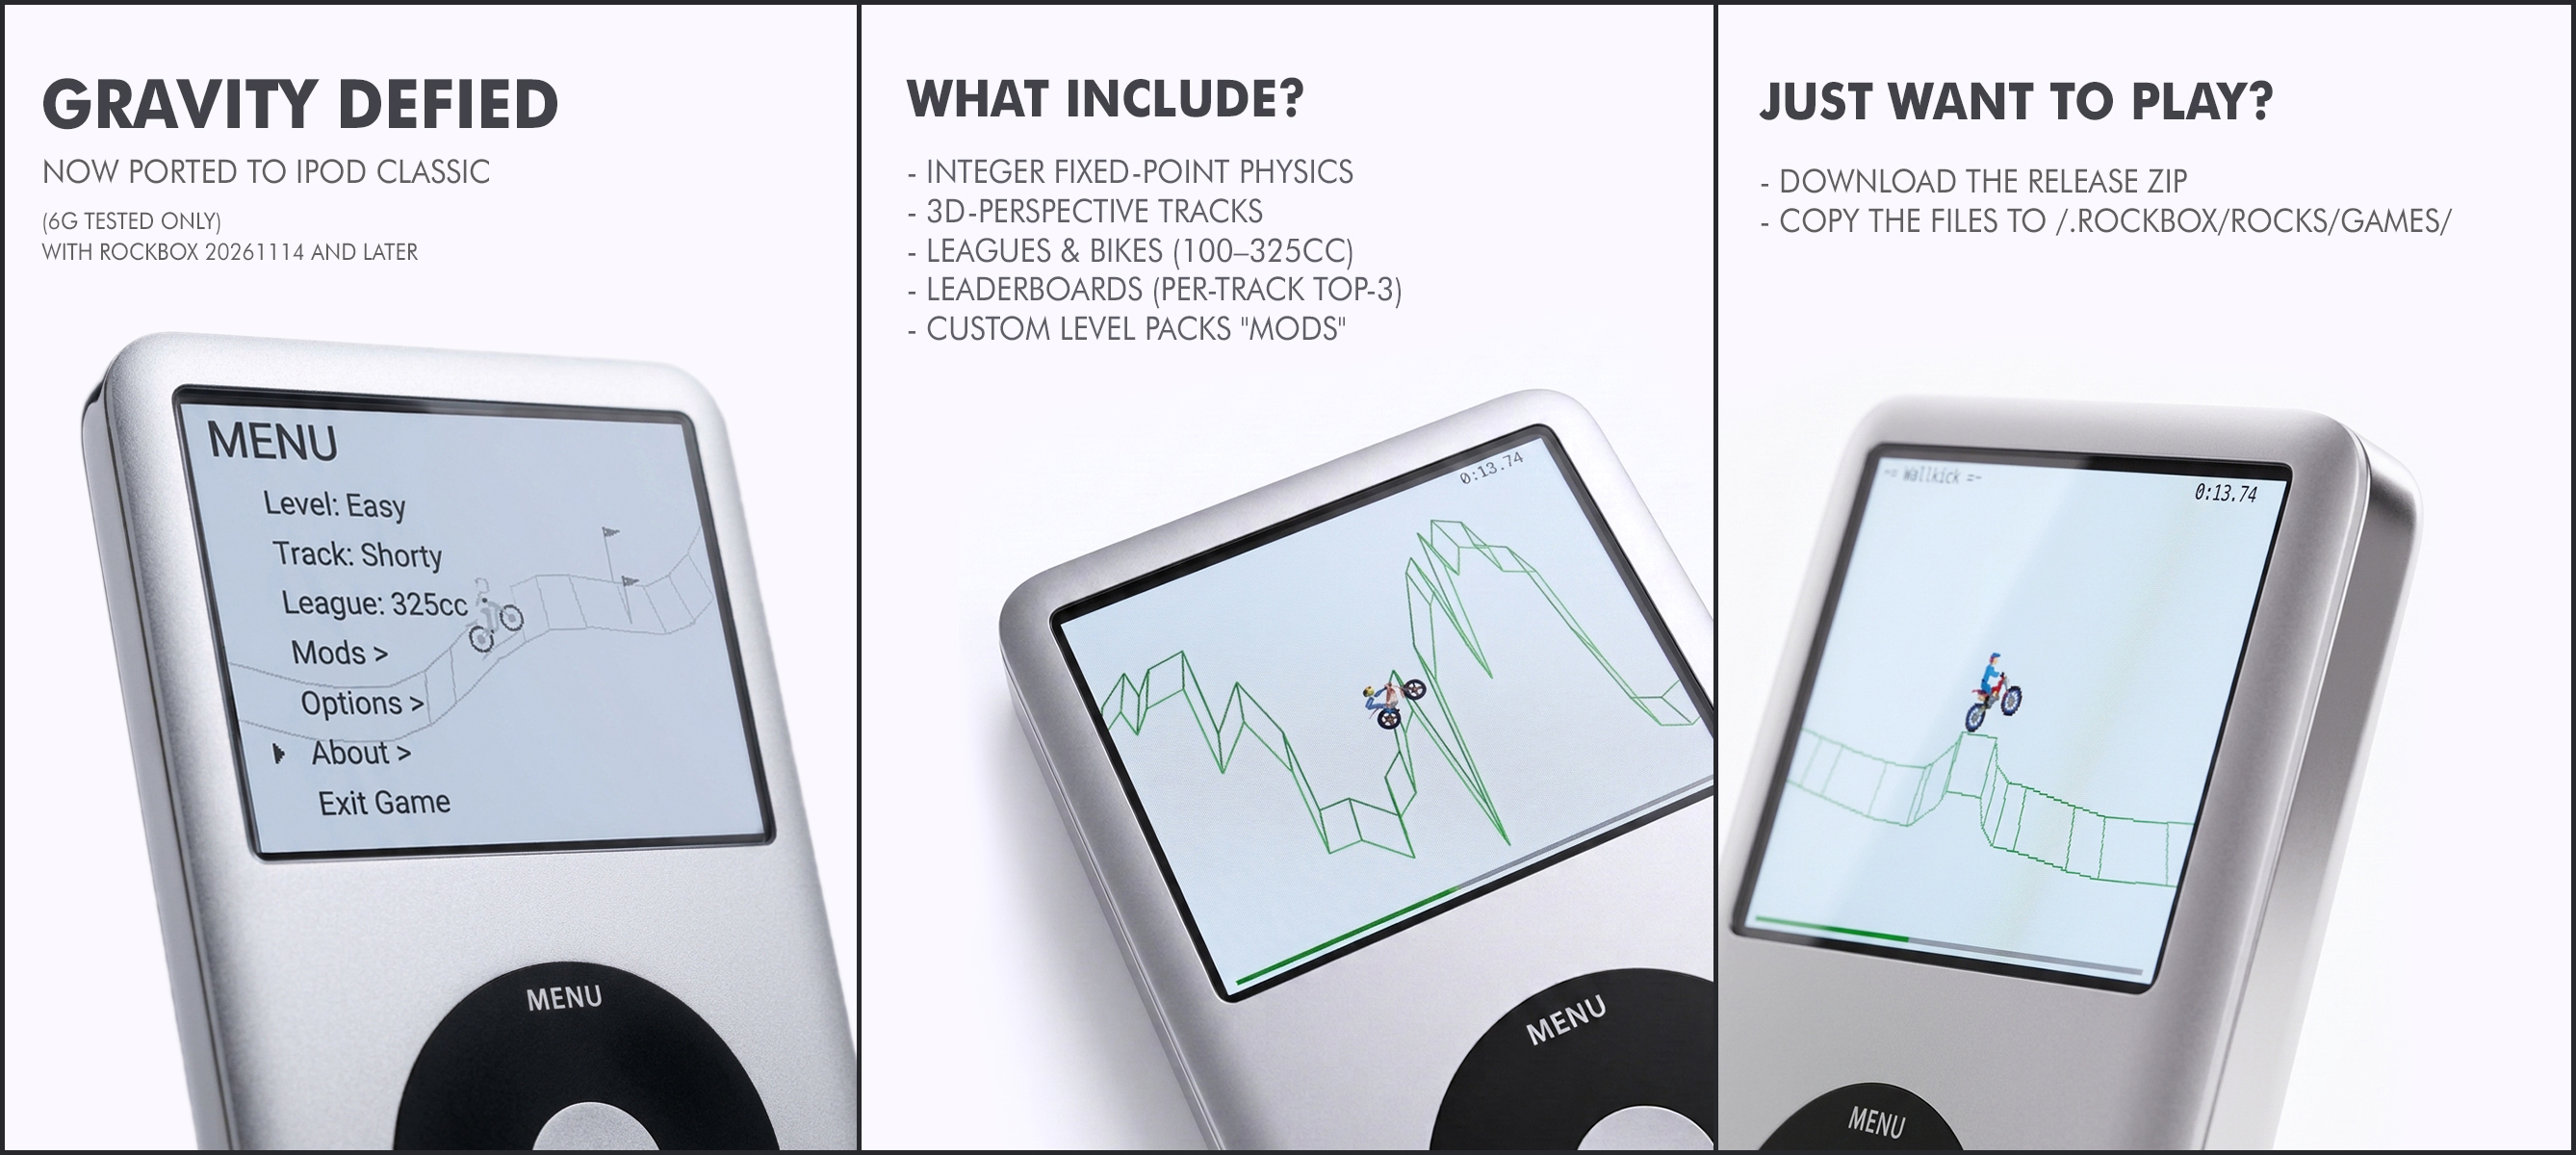 GRAVITY DEFIED
NOW PORTED TO IPOD CLASSIC
(6G TESTED ONLY)
WITH ROCKBOX 20261114 AND LATER
MENU
Level: Easy
Track: Shorty
League: 325cc
Mods >
Options >
About >
Exit Game
MENU
WHAT INCLUDE?
- INTEGER FIXED-POINT PHYSICS
- 3D-PERSPECTIVE TRACKS
- LEAGUES & BIKES (100–325CC)
- LEADERBOARDS (PER-TRACK TOP-3)
- CUSTOM LEVEL PACKS "MODS"
0:13.74
MENU
JUST WANT TO PLAY?
- DOWNLOAD THE RELEASE ZIP
- COPY THE FILES TO /.ROCKBOX/ROCKS/GAMES/
-= Wallkick =-
0:13.74
MENU